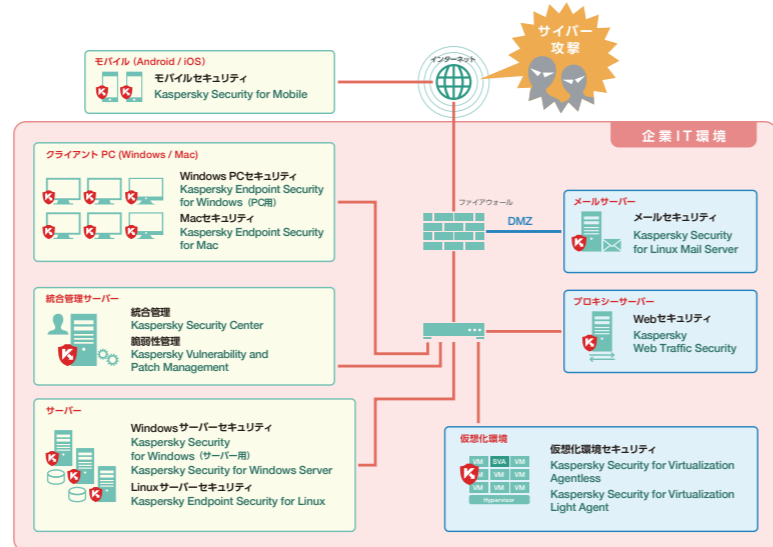 モバイル (Android / iOS)
モバイルセキュリティ
Kaspersky Security for Mobile
インターネット
サイバー
攻撃
企業IT環境
クライアント PC (Windows / Mac)
Windows PCセキュリティ
Kaspersky Endpoint Security
for Windows（PC用）
Macセキュリティ
Kaspersky Endpoint Security
for Mac
ファイアウォール
DMZ
メールサーバー
メールセキュリティ
Kaspersky Security
for Linux Mail Server
統合管理サーバー
統合管理
Kaspersky Security Center
脆弱性管理
Kaspersky Vulnerability and
Patch Management
プロキシーサーバー
Webセキュリティ
Kaspersky
Web Traffic Security
サーバー
Windowsサーバーセキュリティ
Kaspersky Security
for Windows（サーバー用）
Kaspersky Security for Windows Server
Linuxサーバーセキュリティ
Kaspersky Endpoint Security for Linux
仮想化環境
VM SVA VM
VM VM VM
VM VM VM
Hypervisor
仮想化環境セキュリティ
Kaspersky Security for Virtualization
Agentless
Kaspersky Security for Virtualization
Light Agent